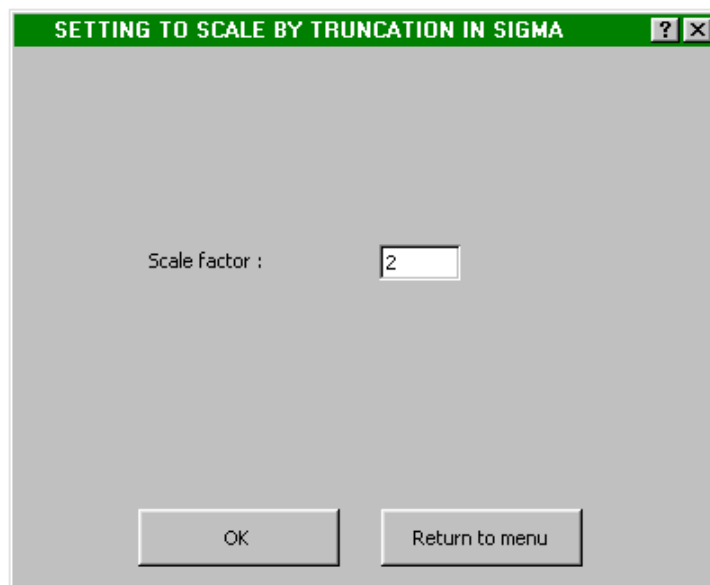 SETTING TO SCALE BY TRUNCATION IN SIGMA ? X
Scale factor : 2
OK Return to menu